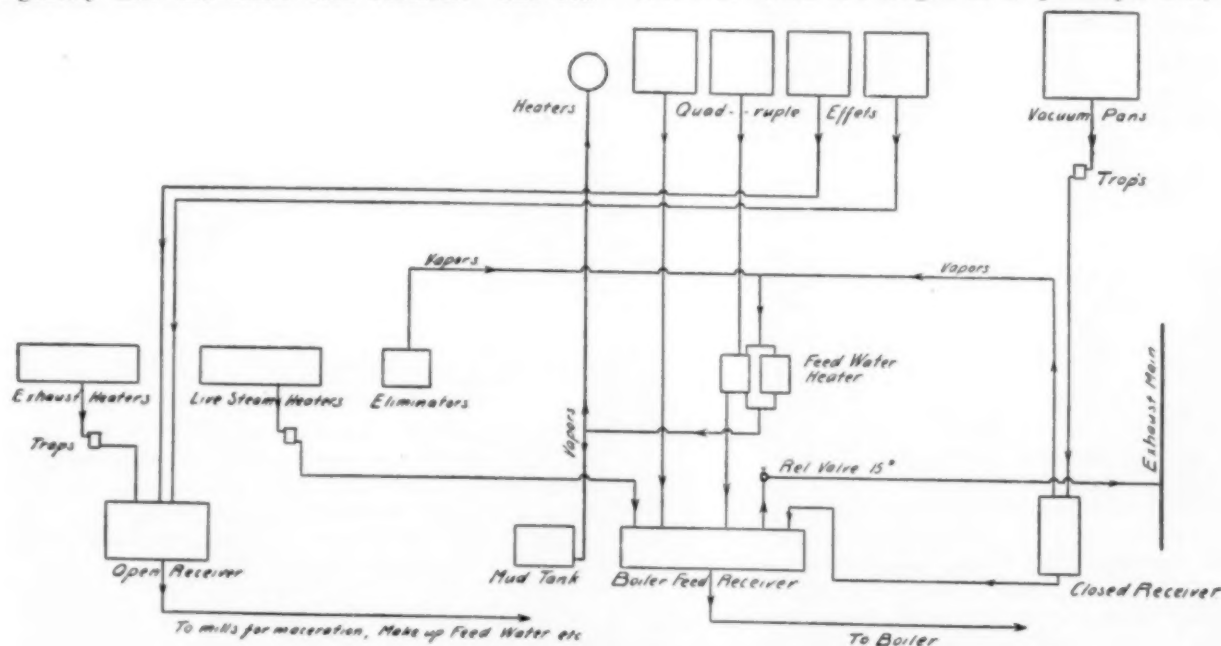 Heaters
Quad--ruple Effets
Vacuum Pans
Traps
Vapors
Vapors
Exhaust Heaters
Live Steam Heaters
Eliminators
Feed Water
Heater
Traps
Vapors
Rel Valve 15°
Exhaust Main
Open Receiver
Mud Tank
Boiler Feed Receiver
Closed Receiver
To mills for maceration, Make up Feed Water etc
To Boiler